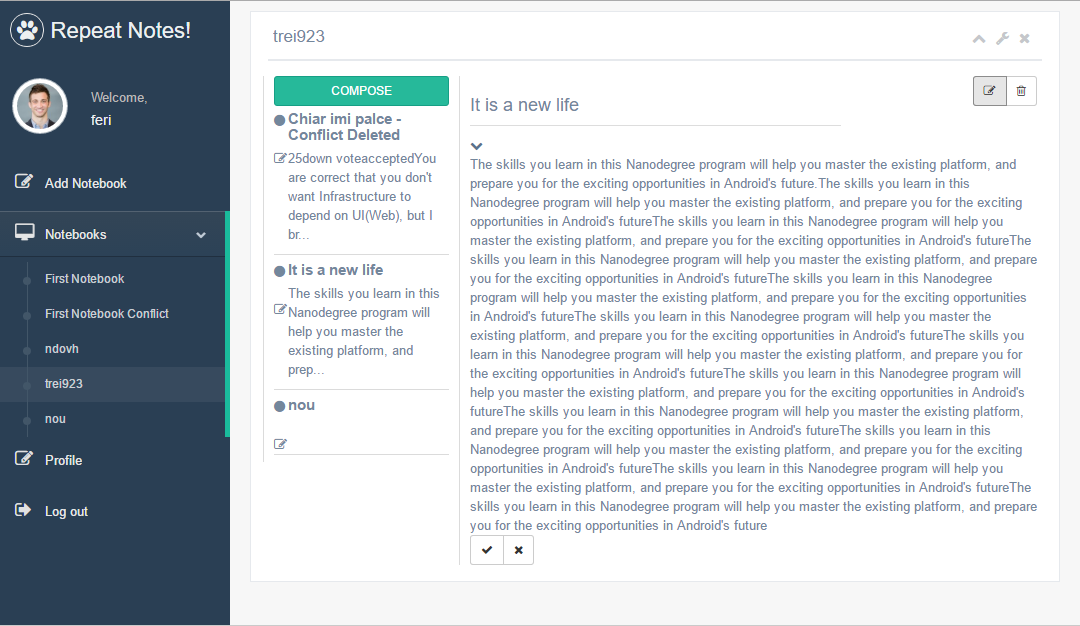 Repeat Notes!
Welcome,
feri
Add Notebook
Notebooks
First Notebook
First Notebook Conflict
ndovh
trei923
nou
Profile
Log out
trei923
COMPOSE
Chiar imi palce -
Conflict Deleted
25down voteacceptedYou
are correct that you don't
want Infrastructure to
depend on UI(Web), but I
br...
It is a new life
The skills you learn in this
Nanodegree program will
help you master the
existing platform, and
prep...
nou
It is a new life
The skills you learn in this Nanodegree program will help you master the existing platform, and
prepare you for the exciting opportunities in Android's future.The skills you learn in this
Nanodegree program will help you master the existing platform, and prepare you for the exciting
opportunities in Android's futureThe skills you learn in this Nanodegree program will help you
master the existing platform, and prepare you for the exciting opportunities in Android's futureThe
skills you learn in this Nanodegree program will help you master the existing platform, and prepare
you for the exciting opportunities in Android's futureThe skills you learn in this Nanodegree
program will help you master the existing platform, and prepare you for the exciting opportunities
in Android's futureThe skills you learn in this Nanodegree program will help you master the
existing platform, and prepare you for the exciting opportunities in Android's futureThe skills you
learn in this Nanodegree program will help you master the existing platform, and prepare you for
the exciting opportunities in Android's futureThe skills you learn in this Nanodegree program will
help you master the existing platform, and prepare you for the exciting opportunities in Android's
futureThe skills you learn in this Nanodegree program will help you master the existing platform,
and prepare you for the exciting opportunities in Android's futureThe skills you learn in this
Nanodegree program will help you master the existing platform, and prepare you for the exciting
opportunities in Android's futureThe skills you learn in this Nanodegree program will help you
master the existing platform, and prepare you for the exciting opportunities in Android's futureThe
skills you learn in this Nanodegree program will help you master the existing platform, and prepare
you for the exciting opportunities in Android's future